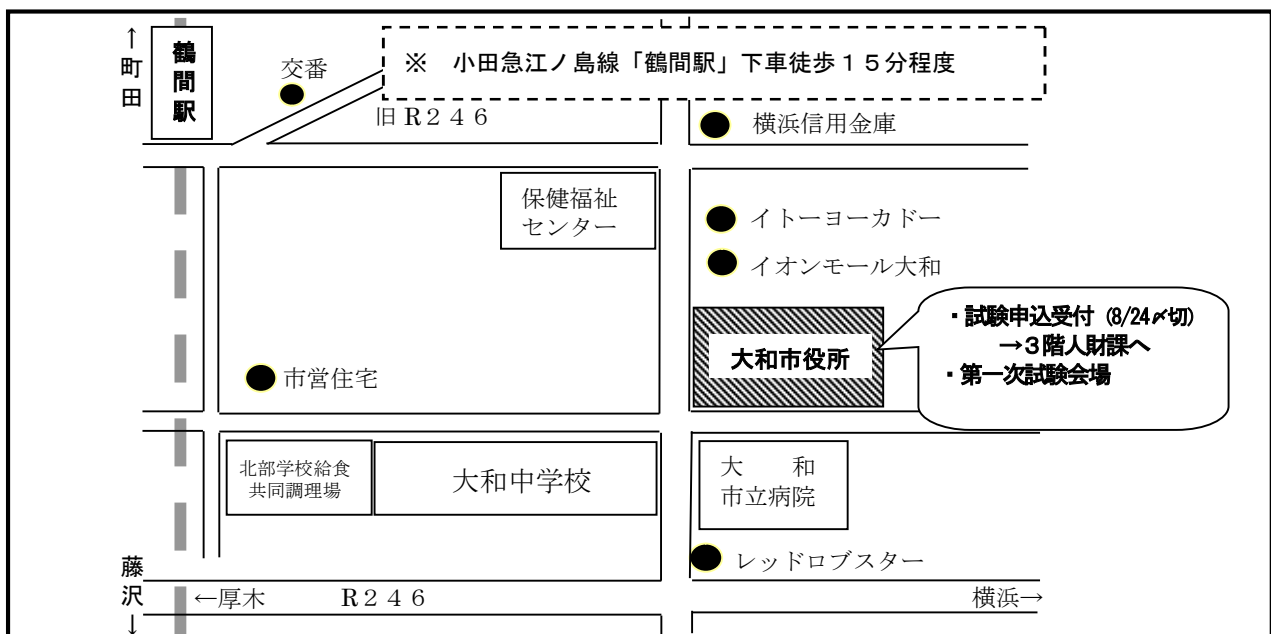 ↑
町
田
鶴
間
駅
交番
※　小田急江ノ島線「鶴間駅」下車徒歩１５分程度
旧 R２４６
横浜信用金庫
保健福祉
センター
イトーヨーカドー
イオンモール大和
大和市役所
・試験申込受付 (8/24〆切)
→３階人財課へ
・第一次試験会場
市営住宅
北部学校給食
共同調理場
大和中学校
大　和
市立病院
レッドロブスター
藤
沢
↓
←厚木
R２４６
横浜→